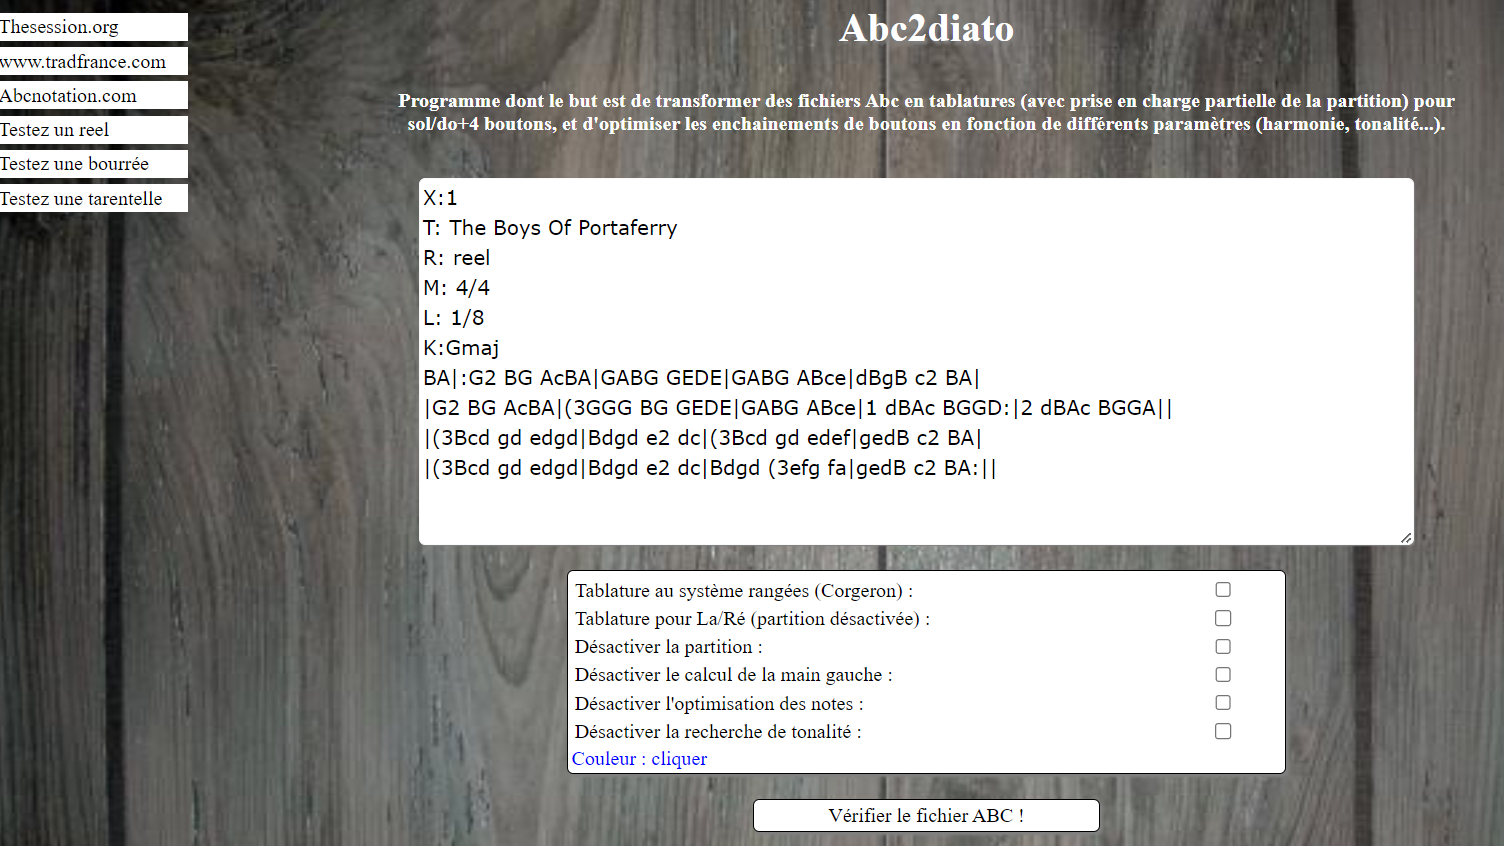 Thesession.org
www.tradfrance.com
Abcnotation.com
Testez un reel
Testez une bourrée
Testez une tarentelle
Abc2diato
Programme dont le but est de transformer des fichiers Abc en tablatures (avec prise en charge partielle de la partition) pour
sol/do+4 boutons, et d'optimiser les enchainements de boutons en fonction de différents paramètres (harmonie, tonalité...).
X:1
T: The Boys Of Portaferry
R: reel
M: 4/4
L: 1/8
K:Gmaj
BA|:G2 BG AcBA|GABG GEDE|GABG ABce|dBgB c2 BA|
|G2 BG AcBA|(3GGG BG GEDE|GABG ABce|1 dBAc BGGD:|2 dBAc BGGA||
|(3Bcd gd edgd|Bdgd e2 dc|(3Bcd gd edef|gedB c2 BA|
|(3Bcd gd edgd|Bdgd e2 dc|Bdgd (3efg fa|gedB c2 BA:||
Tablature au système rangées (Corgeron) :
Tablature pour La/Ré (partition désactivée) :
Désactiver la partition :
Désactiver le calcul de la main gauche :
Désactiver l'optimisation des notes :
Désactiver la recherche de tonalité :
Couleur : cliquer
Vérifier le fichier ABC !